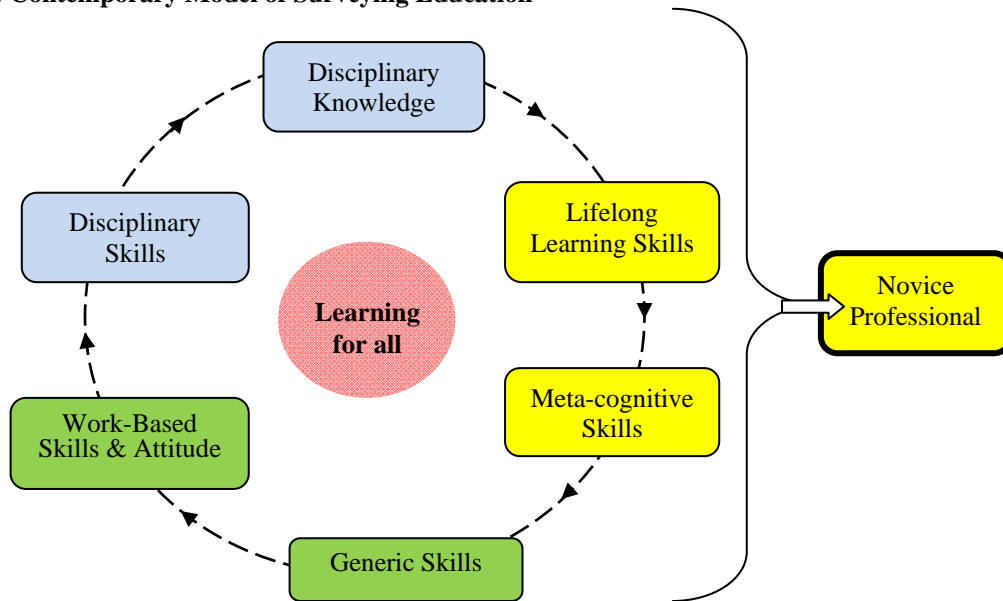 Contemporary Model of Surveying Education
Disciplinary
Knowledge
Lifelong
Learning Skills
Meta-cognitive
Skills
Generic Skills
Work-Based
Skills & Attitude
Disciplinary
Skills
Learning
for all
Novice
Professional